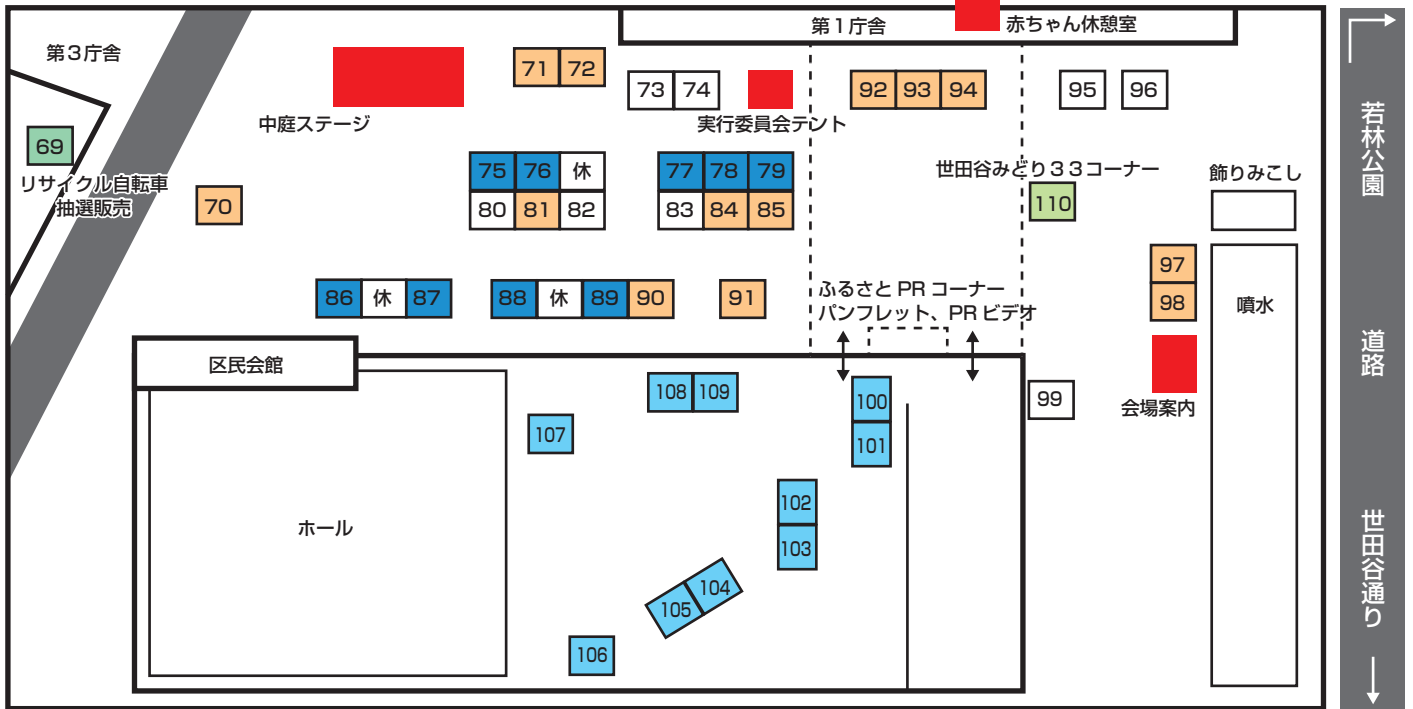 第1庁舎
赤ちゃん休憩室
第3庁舎
71 72
73 74
92 93 94
95 96
中庭ステージ
実行委員会テント
69
リサイクル自転車
抽選販売
70
75 76 休
80 81 82
77 78 79
83 84 85
世田谷みどり33コーナー
110
飾りみこし
97
98
噴水
86 休 87
88 休 89 90
91
ふるさと PR コーナー
パンフレット、PR ビデオ
区民会館
ホール
108 109
107
100
101
99
会場案内
102
103
104
105
106
若林公園
道路
世田谷通り